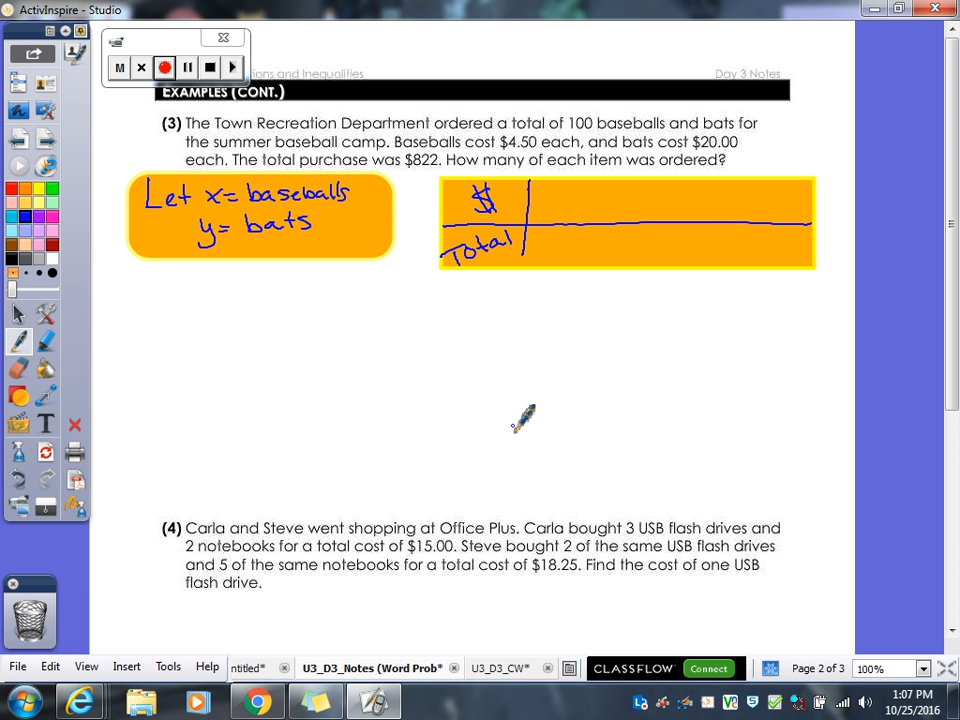 ActivInspire - Studio
M
ions and Inequalities
Day 3 Notes
EXAMPLES (CONT.)
(3) The Town Recreation Department ordered a total of 100 baseballs and bats for
the summer baseball camp. Baseballs cost $4.50 each, and bats cost $20.00
each. The total purchase was $822. How many of each item was ordered?
Let x= baseballs
y= bats
$
Total
(4) Carla and Steve went shopping at Office Plus. Carla bought 3 USB flash drives and
2 notebooks for a total cost of $15.00. Steve bought 2 of the same USB flash drives
and 5 of the same notebooks for a total cost of $18.25. Find the cost of one USB
flash drive.
File Edit View Insert Tools Help ntitled* U3_D3_Notes (Word Prob* U3_D3_CW* CLASSFLOW Connect Page 2 of 3 100%
1:07 PM
10/25/2016